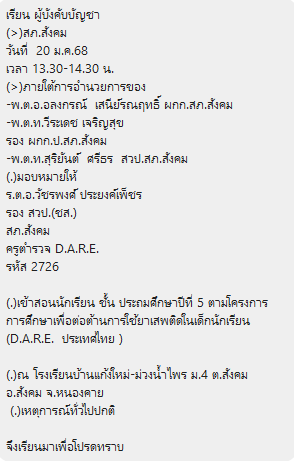 เรียน ผู้บังคับบัญชา
(>)สภ.สังคม
วันที่  20 ม.ค.68
เวลา 13.30-14.30 น.
(>)ภายใต้การอำนวยการของ
-พ.ต.อ.อลงกรณ์  เสนีย์รณฤทธิ์ ผกก.สภ.สังคม
-พ.ต.ท.วีระเดช เจริญสุข
รอง ผกก.ป.สภ.สังคม
-พ.ต.ท.สุริยันต์  ศรีธร  สวป.สภ.สังคม
(.)มอบหมายให้
ร.ต.อ.วัชรพงศ์ ประยงค์เพ็ชร
รอง สวป.(ชส.)
สภ.สังคม
ครูตำรวจ D.A.R.E.
รหัส 2726
(.)เข้าสอนนักเรียน ชั้น ประถมศึกษาปีที่ 5 ตามโครงการ
การศึกษาเพื่อต่อต้านการใช้ยาเสพติดในเด็กนักเรียน
(D.A.R.E.  ประเทศไทย )
(.)ณ โรงเรียนบ้านแก้งใหม่-ม่วงน้ำไพร ม.4 ต.สังคม
อ.สังคม จ.หนองคาย
(.)เหตุการณ์ทั่วไปปกติ
จึงเรียนมาเพื่อโปรดทราบ